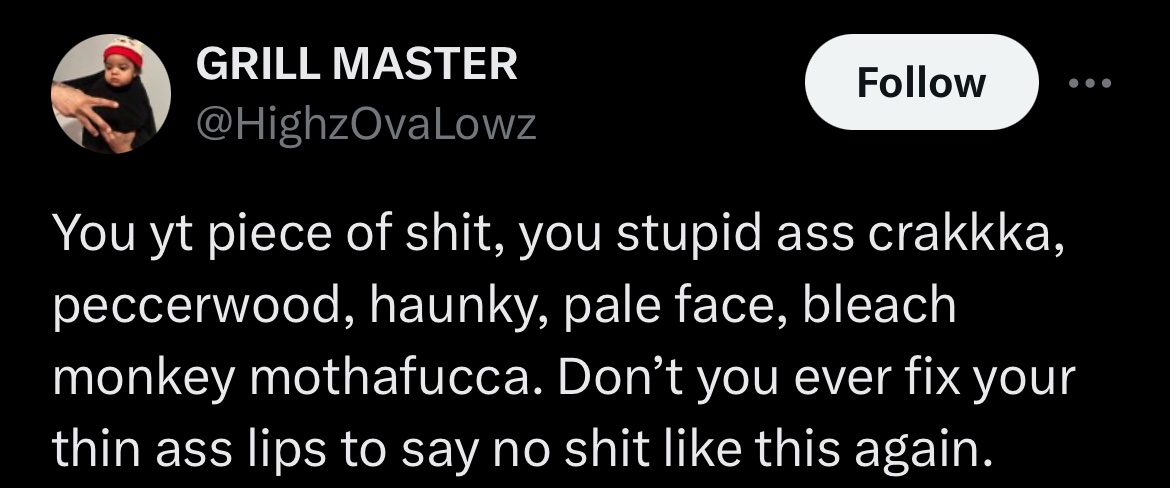 GRILL MASTER
Follow
@HighzOvaLowz
You yt piece of shit, you stupid ass crakkka,
peccerwood, haunky, pale face, bleach
monkey mothafucca. Don’t you ever fix your
thin ass lips to say no shit like this again.